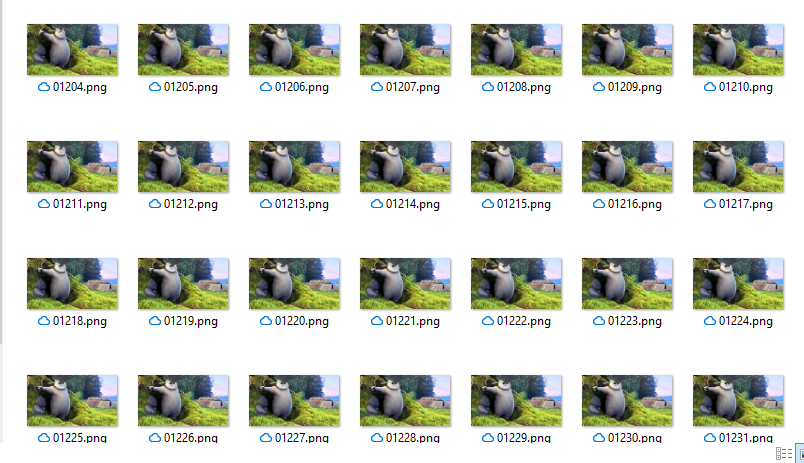 01204.png 01205.png 01206.png 01207.png 01208.png 01209.png 01210.png
01211.png 01212.png 01213.png 01214.png 01215.png 01216.png 01217.png
01218.png 01219.png 01220.png 01221.png 01222.png 01223.png 01224.png
01225.png 01226.png 01227.png 01228.png 01229.png 01230.png 01231.png